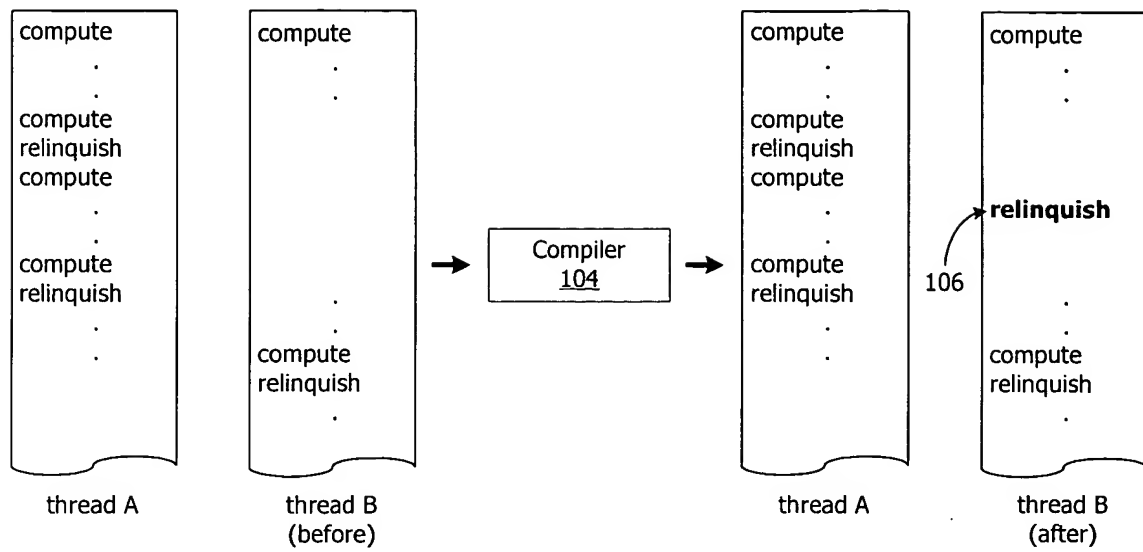 compute
.
.
compute
relinquish
compute
.
.
compute
relinquish
.
.
thread A
compute
.
.
.
.
compute
relinquish
.
thread B
(before)
Compiler
104
compute
.
.
compute
relinquish
compute
.
.
compute
relinquish
.
.
thread A
106
compute
.
.
relinquish
.
.
compute
relinquish
.
thread B
(after)